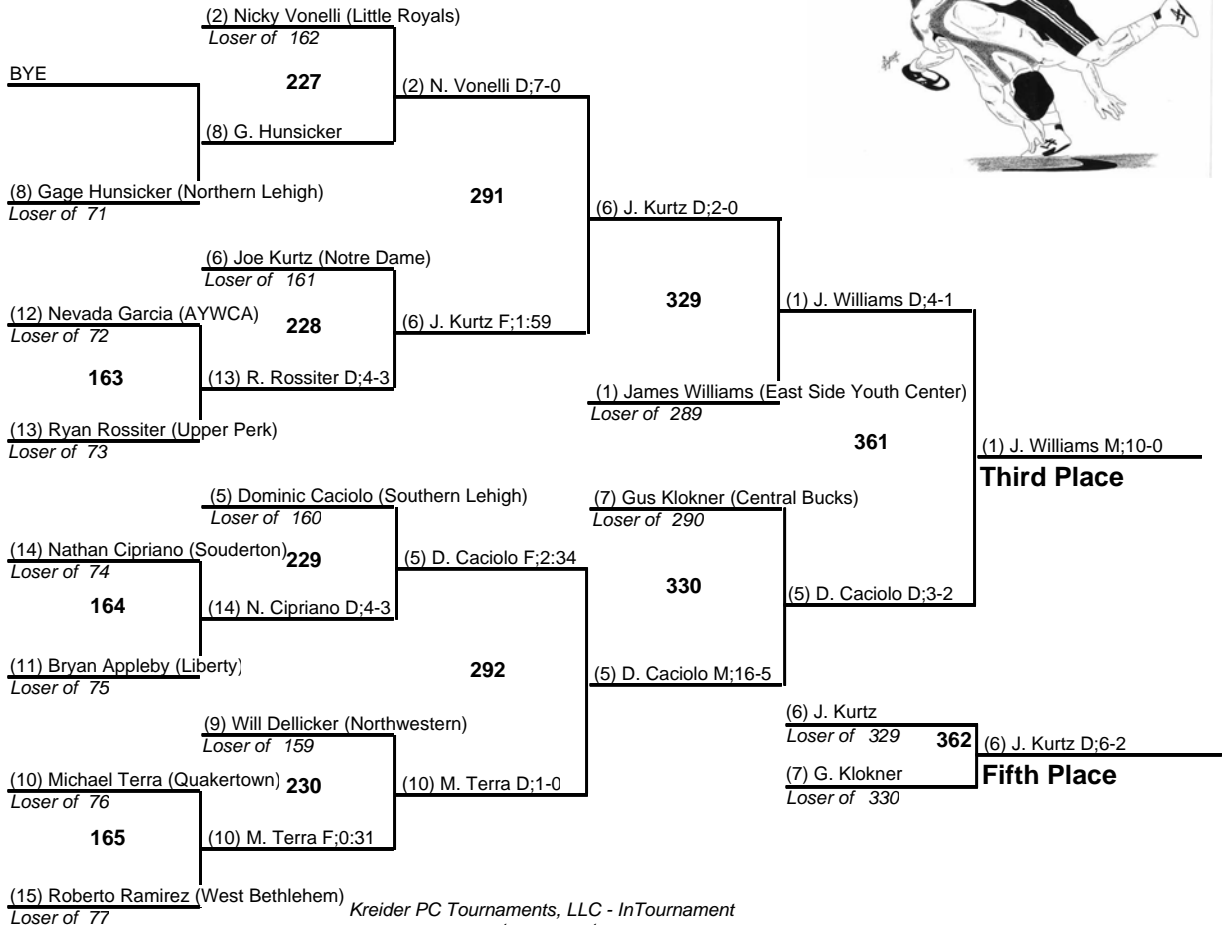 (2) Nicky Vonelli (Little Royals)
Loser of 162
BYE
227
(2) N. Vonelli D;7-0
(8) G. Hunsicker
(8) Gage Hunsicker (Northern Lehigh)
Loser of 71
291
(6) J. Kurtz D;2-0
(6) Joe Kurtz (Notre Dame)
Loser of 161
(12) Nevada Garcia (AYWCA)
Loser of 72
228
(6) J. Kurtz F;1:59
329
(1) J. Williams D;4-1
163
(13) R. Rossiter D;4-3
(1) James Williams (East Side Youth Center)
Loser of 289
(13) Ryan Rossiter (Upper Perk)
Loser of 73
361
(1) J. Williams M;10-0
Third Place
(5) Dominic Caciolo (Southern Lehigh)
Loser of 160
(7) Gus Klokner (Central Bucks)
Loser of 290
(14) Nathan Cipriano (Souderton)
Loser of 74
229
(5) D. Caciolo F;2:34
330
164
(14) N. Cipriano D;4-3
(5) D. Caciolo D;3-2
(11) Bryan Appleby (Liberty)
Loser of 75
292
(5) D. Caciolo M;16-5
(9) Will Dellicker (Northwestern)
Loser of 159
(6) J. Kurtz
Loser of 329
362
(6) J. Kurtz D;6-2
Fifth Place
(7) G. Klokner
Loser of 330
(10) Michael Terra (Quakertown)
Loser of 76
230
(10) M. Terra D;1-0
165
(10) M. Terra F;0:31
(15) Roberto Ramirez (West Bethlehem)
Loser of 77
Kreider PC Tournaments, LLC - InTournament